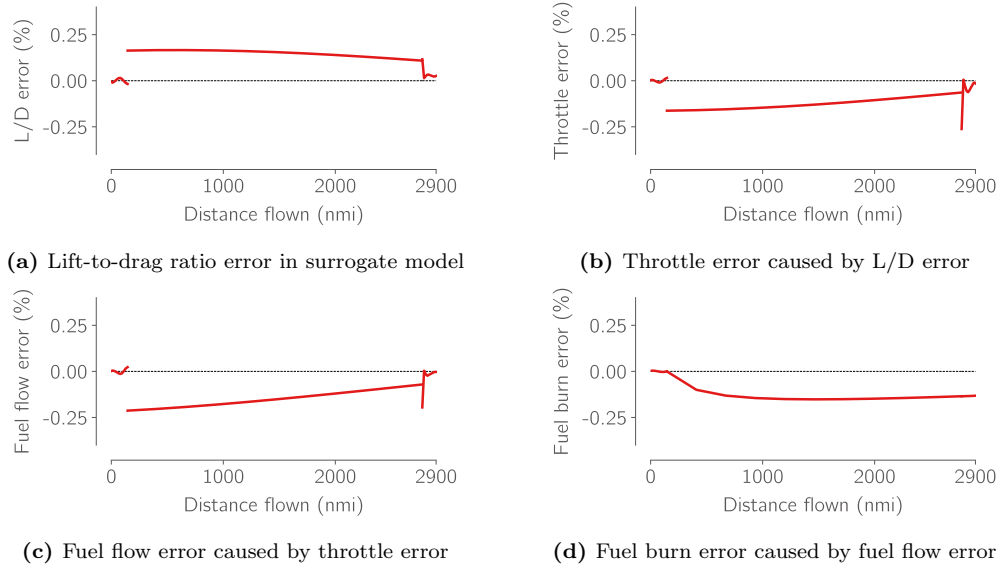 L/D error (%)
0.25
0.00
-0.25
0
1000
2000
2900
Distance flown (nmi)
(a) Lift-to-drag ratio error in surrogate model
Throttle error (%)
0.25
0.00
-0.25
0
1000
2000
2900
Distance flown (nmi)
(b) Throttle error caused by L/D error
Fuel flow error (%)
0.25
0.00
-0.25
0
1000
2000
2900
Distance flown (nmi)
(c) Fuel flow error caused by throttle error
Fuel burn error (%)
0.25
0.00
-0.25
0
1000
2000
2900
Distance flown (nmi)
(d) Fuel burn error caused by fuel flow error